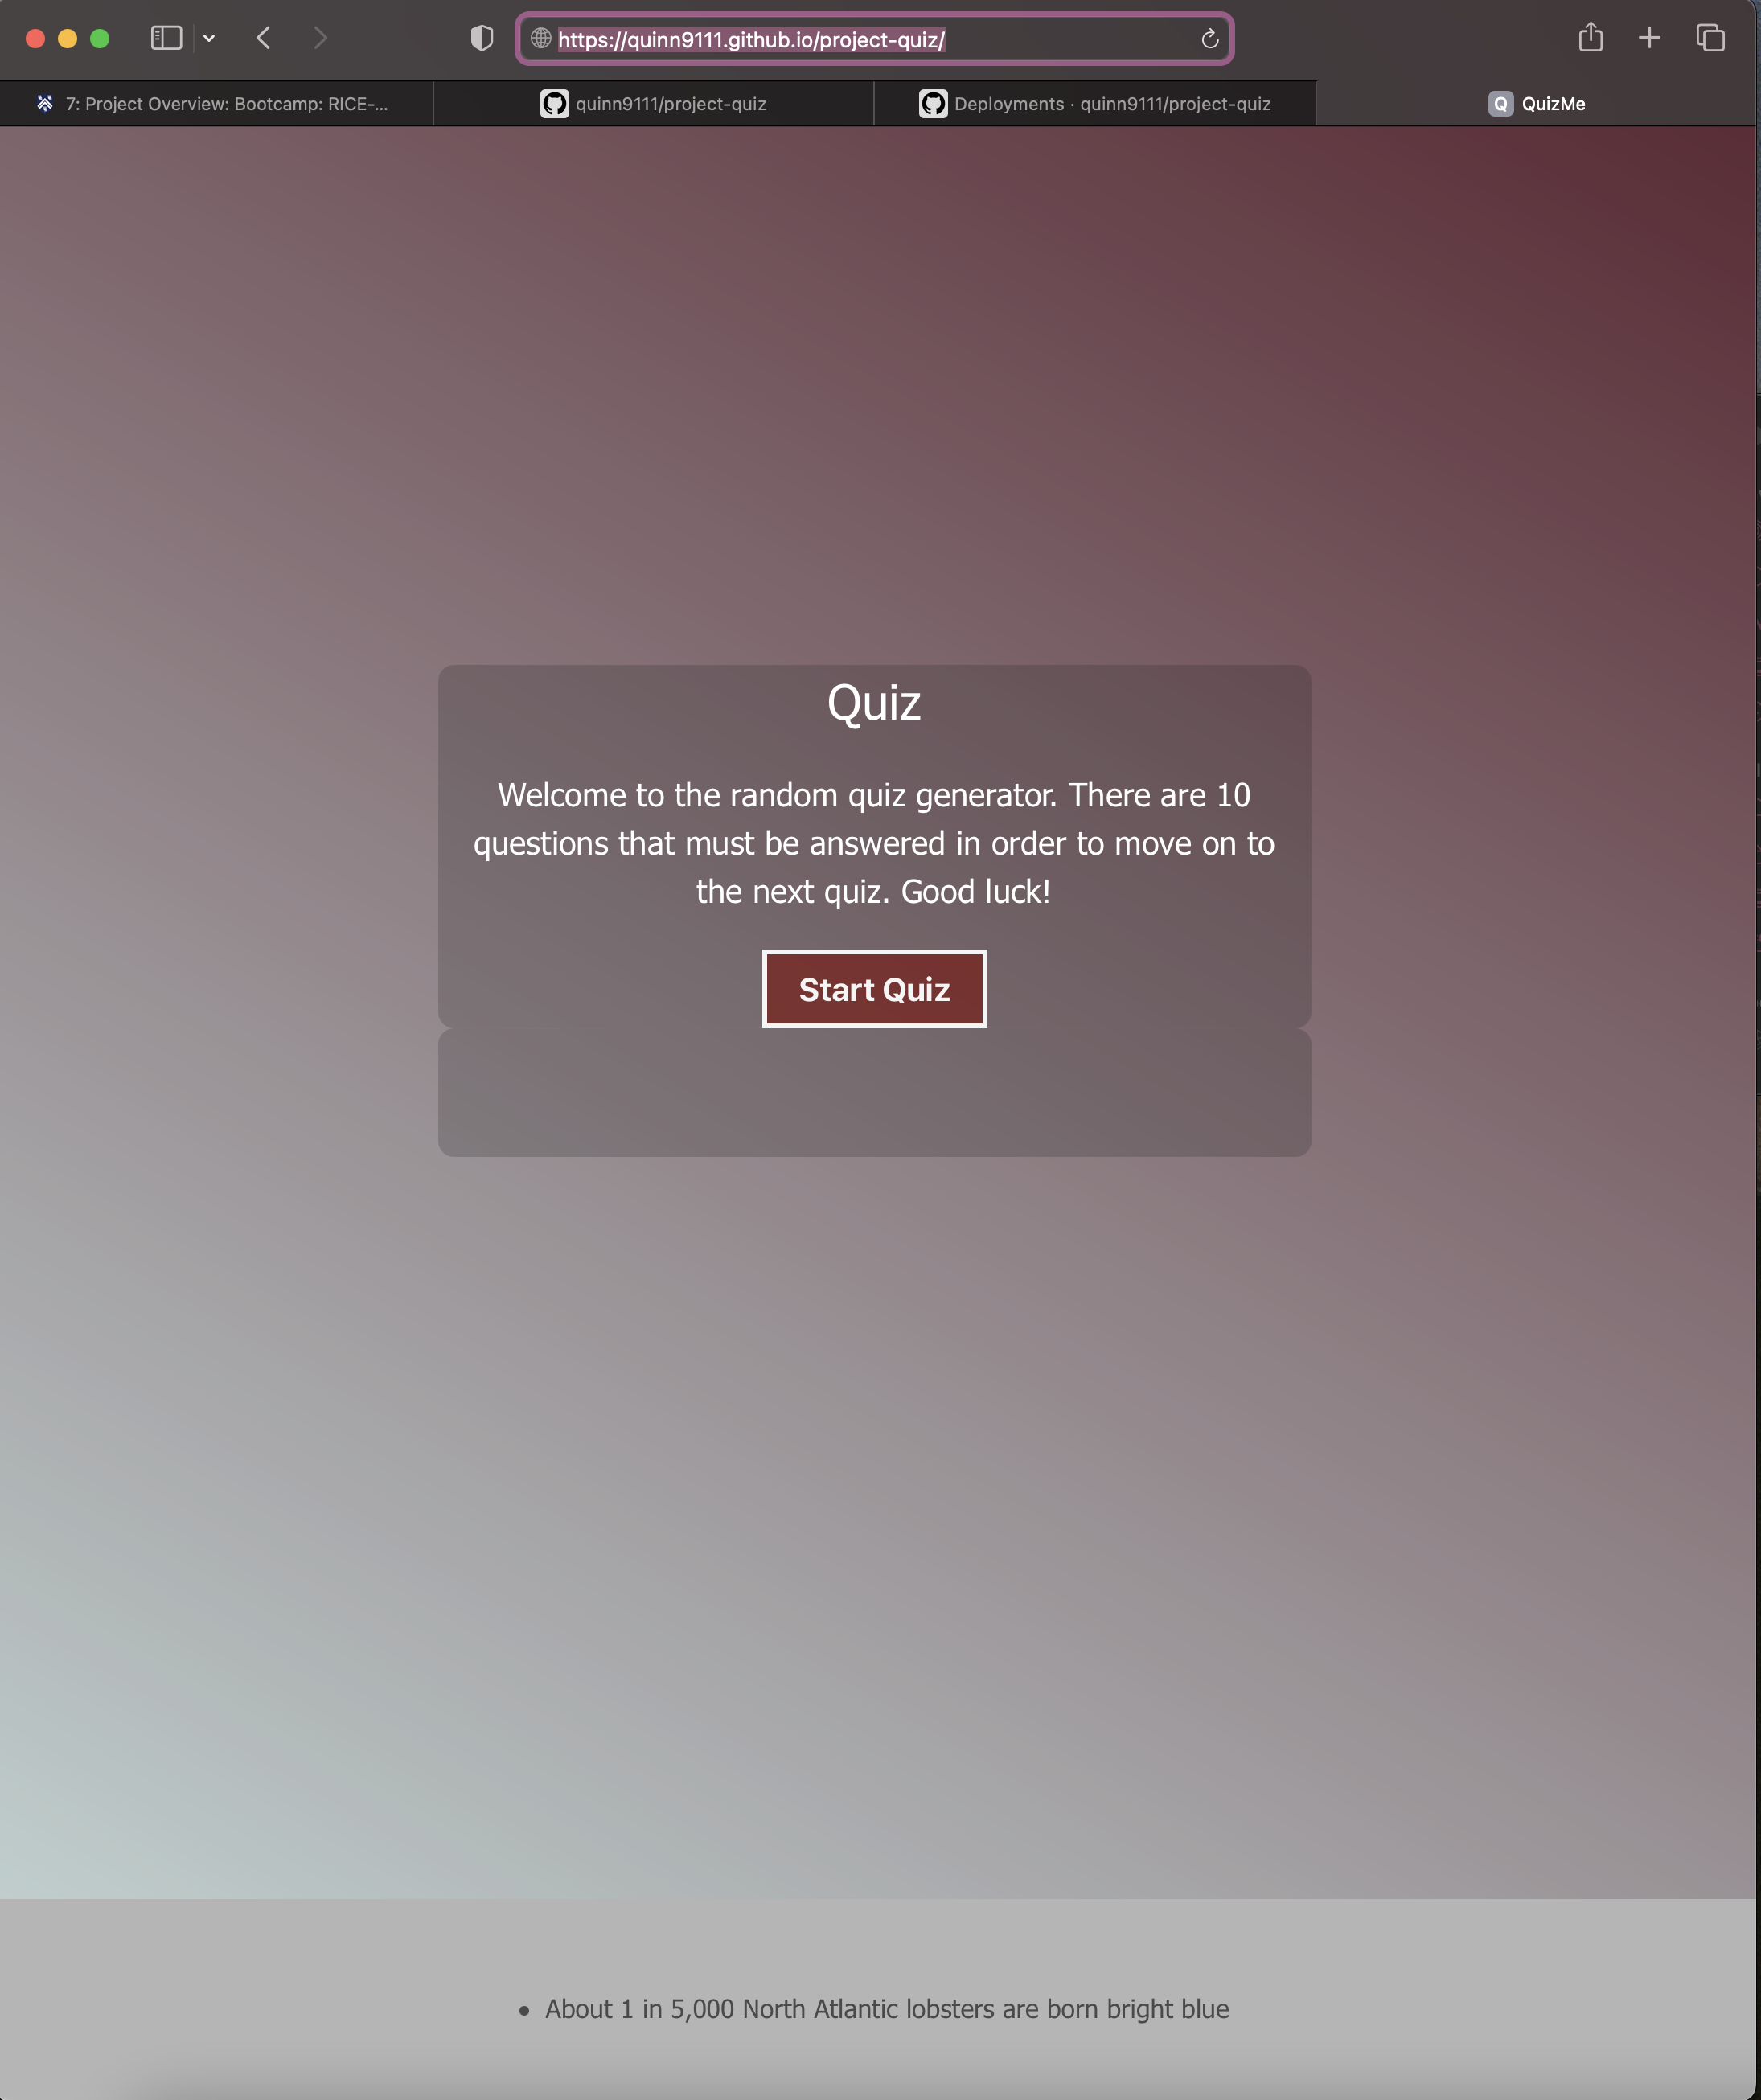 https://quinn9111.github.io/project-quiz/
7: Project Overview: Bootcamp: RICE-...
quinn9111/project-quiz
Deployments · quinn9111/project-quiz
Q QuizMe
Quiz
Welcome to the random quiz generator. There are 10
questions that must be answered in order to move on to
the next quiz. Good luck!
Start Quiz
• About 1 in 5,000 North Atlantic lobsters are born bright blue